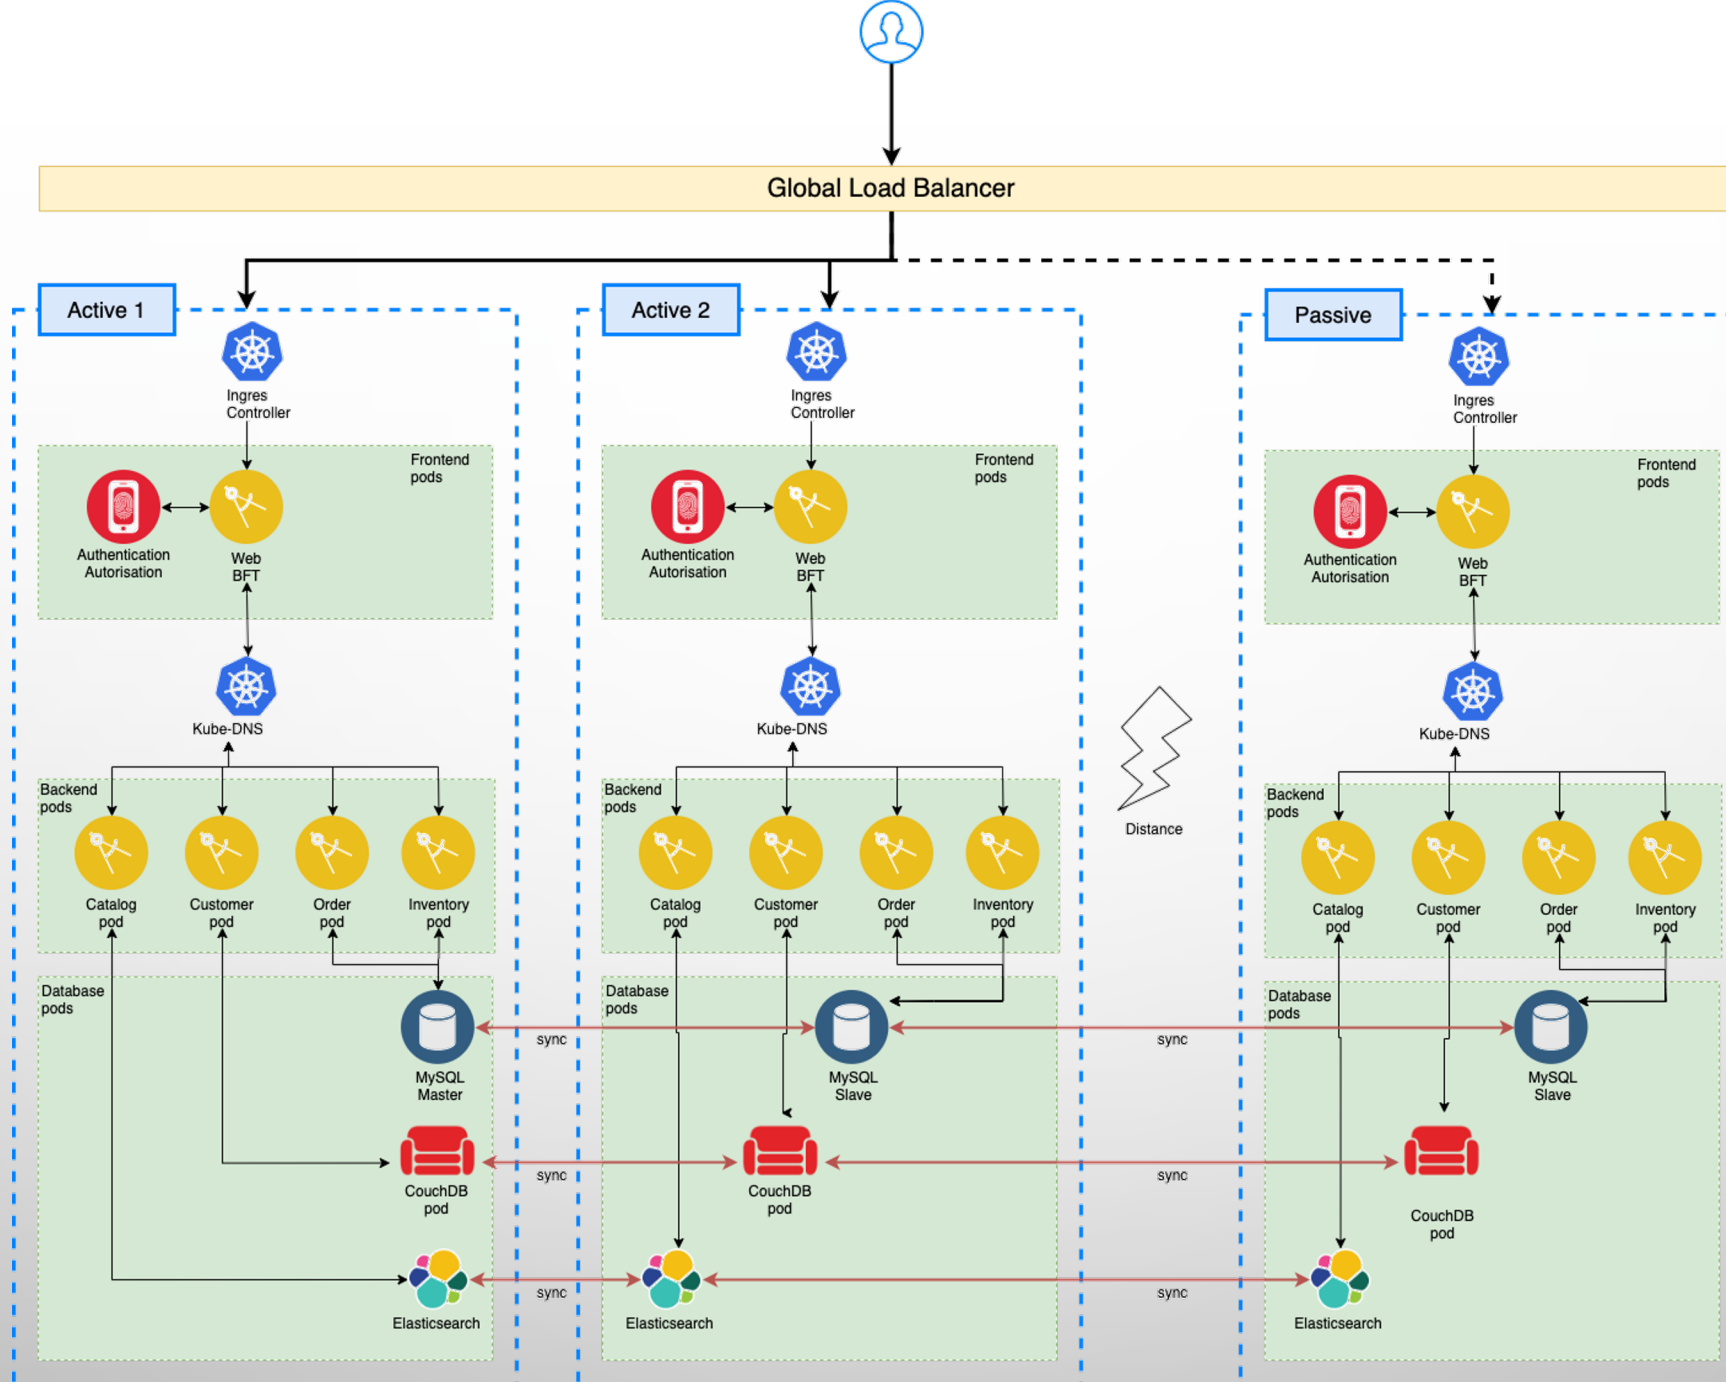 Global Load Balancer
Active 1
Ingres
Controller
Frontend
pods
Authentication
Autorisation
Web
BFT
Kube-DNS
Backend
pods
Catalog
pod
Customer
pod
Order
pod
Inventory
pod
Database
pods
MySQL
Master
CouchDB
pod
Elasticsearch
sync
sync
sync
Active 2
Ingres
Controller
Frontend
pods
Authentication
Autorisation
Web
BFT
Kube-DNS
Backend
pods
Catalog
pod
Customer
pod
Order
pod
Inventory
pod
Database
pods
MySQL
Slave
CouchDB
pod
Elasticsearch
Distance
sync
sync
sync
Passive
Ingres
Controller
Frontend
pods
Authentication
Autorisation
Web
BFT
Kube-DNS
Backend
pods
Catalog
pod
Customer
pod
Order
pod
Inventory
pod
Database
pods
MySQL
Slave
CouchDB
pod
Elasticsearch